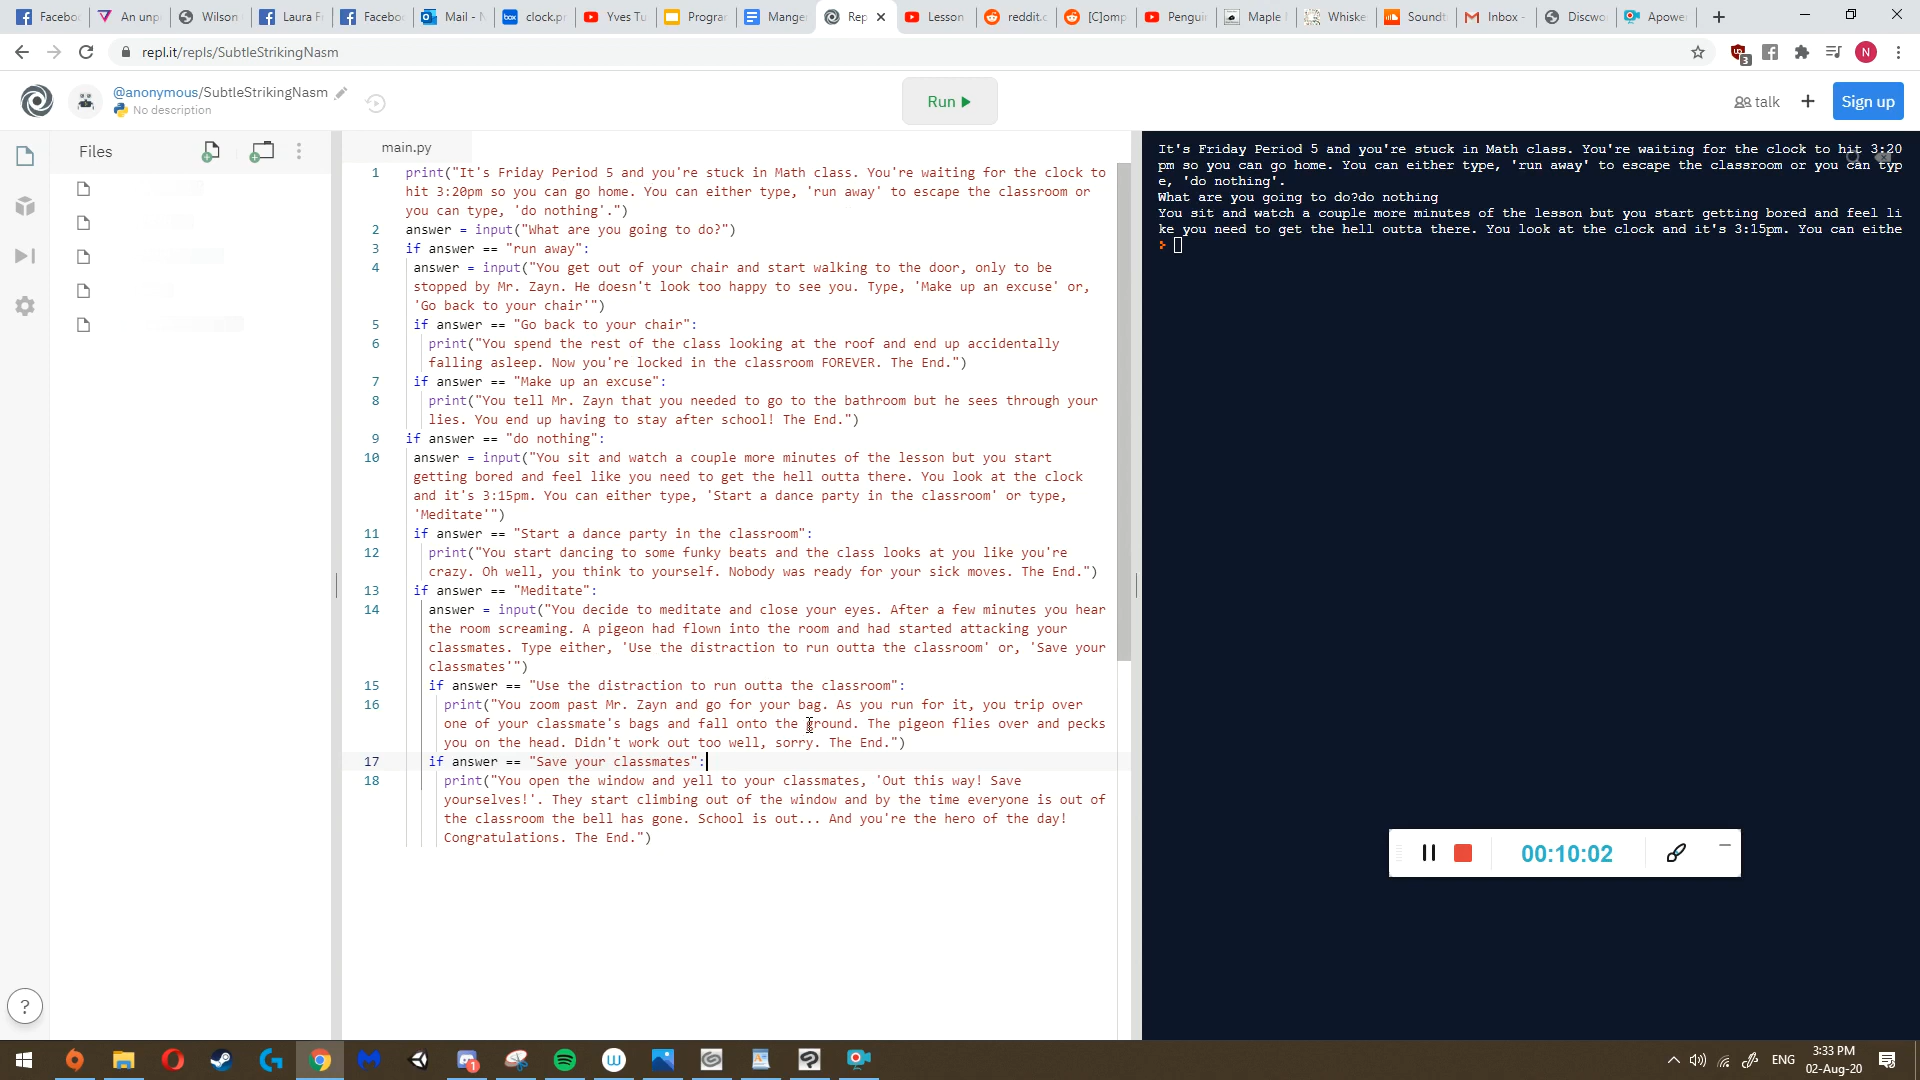 Faceboo
An unp
Wilson
Laura F
Facebo
Mail - N
clock.p
Yves Tu
Progra
Mange
Rep
Lesson
reddit.c
[C]omp
Pengui
Maple
Whiske
Soundt
Inbox -
Discwo
Apower
repl.it/repls/SubtleStrikingNasm
3
N
@anonymous/SubtleStrikingNasm
No description
Run
talk
Sign up
Files
main.py
1 print("It's Friday Period 5 and you're stuck in Math class. You're waiting for the clock to
hit 3:20pm so you can go home. You can either type, 'run away' to escape the classroom or
you can type, 'do nothing'.")
2 answer = input("What are you going to do?")
3 if answer == "run away":
4 answer = input("You get out of your chair and start walking to the door, only to be
stopped by Mr. Zayn. He doesn't look too happy to see you. Type, 'Make up an excuse' or,
'Go back to your chair'")
5 if answer == "Go back to your chair":
6 print("You spend the rest of the class looking at the roof and end up accidentally
falling asleep. Now you're locked in the classroom FOREVER. The End.")
7 if answer == "Make up an excuse":
8 print("You tell Mr. Zayn that you needed to go to the bathroom but he sees through your
lies. You end up having to stay after school! The End.")
9 if answer == "do nothing":
10 answer = input("You sit and watch a couple more minutes of the lesson but you start
getting bored and feel like you need to get the hell outta there. You look at the clock
and it's 3:15pm. You can either type, 'Start a dance party in the classroom' or type,
'Meditate'")
11 if answer == "Start a dance party in the classroom":
12 print("You start dancing to some funky beats and the class looks at you like you're
crazy. Oh well, you think to yourself. Nobody was ready for your sick moves. The End.")
13 if answer == "Meditate":
14 answer = input("You decide to meditate and close your eyes. After a few minutes you hear
the room screaming. A pigeon had flown into the room and had started attacking your
classmates. Type either, 'Use the distraction to run outta the classroom' or, 'Save your
classmates'")
15 if answer == "Use the distraction to run outta the classroom":
16 print("You zoom past Mr. Zayn and go for your bag. As you run for it, you trip over
one of your classmate's bags and fall onto the ground. The pigeon flies over and pecks
you on the head. Didn't work out too well, sorry. The End.")
17 if answer == "Save your classmates":
18 print("You open the window and yell to your classmates, 'Out this way! Save
yourselves!'. They start climbing out of the window and by the time everyone is out of
the classroom the bell has gone. School is out... And you're the hero of the day!
Congratulations. The End.")
It's Friday Period 5 and you're stuck in Math class. You're waiting for the clock to hit 3:20
pm so you can go home. You can either type, 'run away' to escape the classroom or you can typ
e, 'do nothing'.
What are you going to do?do nothing
You sit and watch a couple more minutes of the lesson but you start getting bored and feel li
ke you need to get the hell outta there. You look at the clock and it's 3:15pm. You can eithe
00:10:02
?
1
ENG
3:33 PM
02-Aug-20